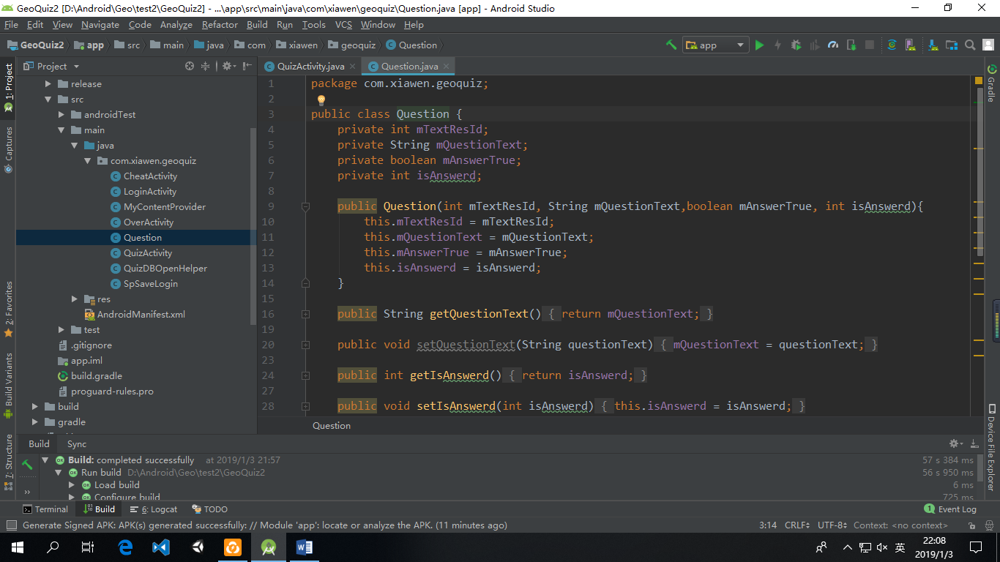 GeoQuiz2 [D:\Android\Geo\test2\GeoQuiz2] - ...\app\src\main\java\com\xiawen\geoquiz\Question.java [app] - Android Studio
File Edit View Navigate Code Analyze Refactor Build Run Tools VCS Window Help
GeoQuiz2 app src main java com xiawen geoquiz Question app
1: Project
Captures
2: Favorites
Build Variants
7: Structure
Project
release
src
androidTest
main
java
com.xiawen.geoquiz
CheatActivity
LoginActivity
MyContentProvider
OverActivity
Question
QuizActivity
QuizDBOpenHelper
SpSaveLogin
res
AndroidManifest.xml
test
.gitignore
app.iml
build.gradle
proguard-rules.pro
build
gradle
QuizActivity.java Question.java
1 package com.xiawen.geoquiz;
2
3 public class Question {
4 private int mTextResId;
5 private String mQuestionText;
6 private boolean mAnswerTrue;
7 private int isAnswerd;
8
9 public Question(int mTextResId, String mQuestionText,boolean mAnswerTrue, int isAnswerd){
10 this.mTextResId = mTextResId;
11 this.mQuestionText = mQuestionText;
12 this.mAnswerTrue = mAnswerTrue;
13 this.isAnswerd = isAnswerd;
14 }
15
16 public String getQuestionText() { return mQuestionText; }
19
20 public void setQuestionText(String questionText) { mQuestionText = questionText; }
23
24 public int getIsAnswerd() { return isAnswerd; }
27
28 public void setIsAnswerd(int isAnswerd) { this.isAnswerd = isAnswerd; }
Question
Gradle
Device File Explorer
Build Sync
Build: completed successfully at 2019/1/3 21:57 57 s 384 ms
Run build D:\Android\Geo\test2\GeoQuiz2 56 s 950 ms
Load build 6 ms
Configure build 725 ms
Terminal Build 6: Logcat TODO Event Log
Generate Signed APK: APK(s) generated successfully: // Module 'app': locate or analyze the APK. (11 minutes ago) 3:14 CRLF UTF-8 Context: <no context>
英 22:08
2019/1/3